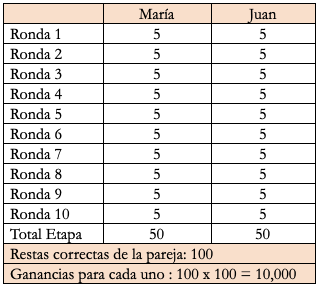 María Juan
Ronda 1 5 5
Ronda 2 5 5
Ronda 3 5 5
Ronda 4 5 5
Ronda 5 5 5
Ronda 6 5 5
Ronda 7 5 5
Ronda 8 5 5
Ronda 9 5 5
Ronda 10 5 5
Total Etapa 50 50
Restas correctas de la pareja: 100
Ganancias para cada uno : 100 x 100 = 10,000